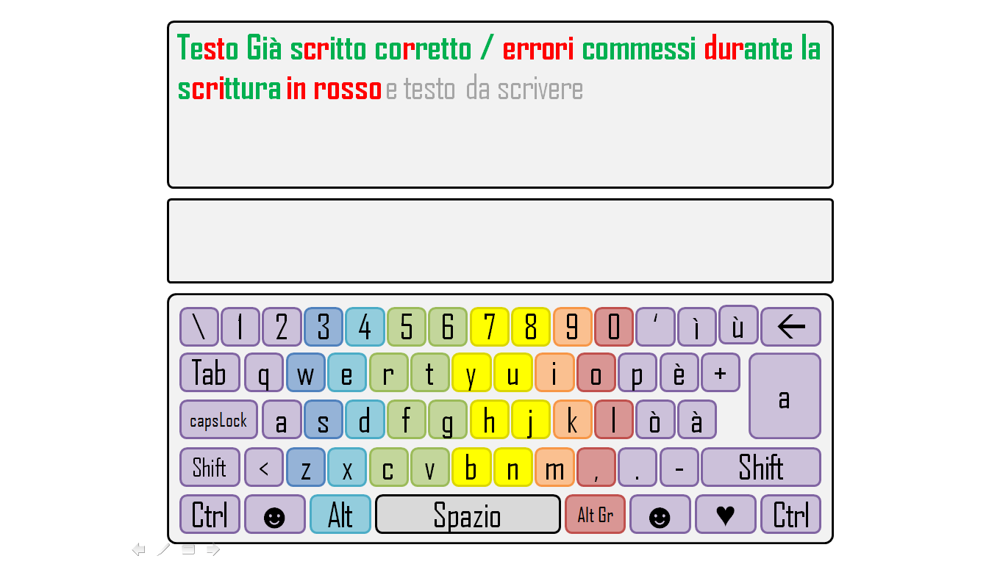 Testo Già scritto corretto / errori commessi durante la
scrittura in rosso e testo da scrivere
\ 1 2 3 4 5 6 7 8 9 0 ‘ ì ù ←
Tab q w e r t y u i o p è +
a
capsLock a s d f g h j k l ò à
Shift < z x c v b n m , . - Shift
Ctrl ☻ Alt Spazio Alt Gr ☻ ♥ Ctrl